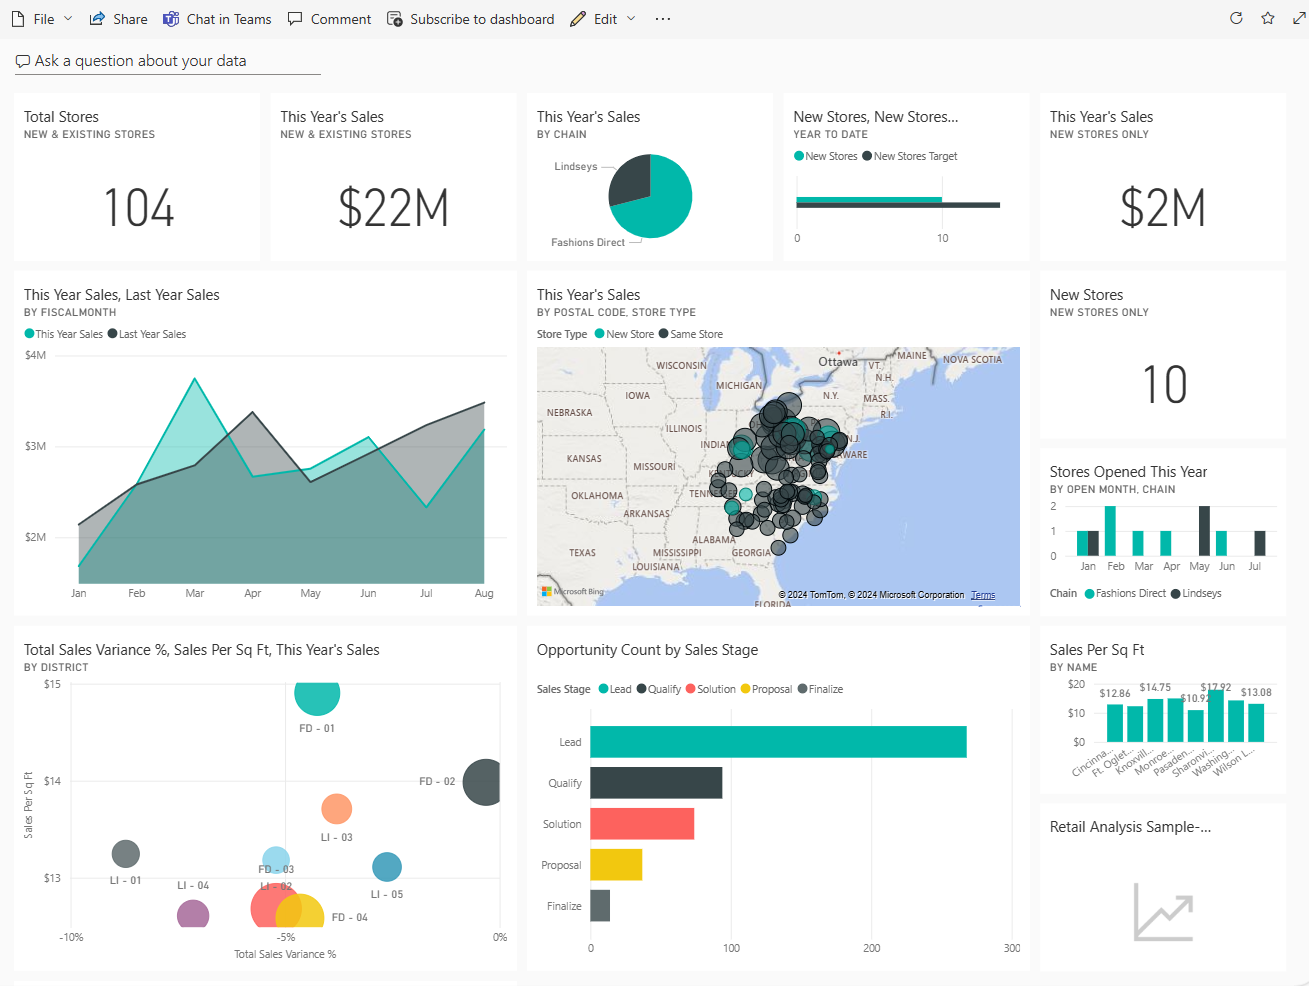 File Share Chat in Teams Comment Subscribe to dashboard Edit ...
Ask a question about your data
Total Stores
NEW & EXISTING STORES
104
This Year's Sales
NEW & EXISTING STORES
$22M
This Year's Sales
BY CHAIN
Lindseys
Fashions Direct
New Stores, New Stores...
YEAR TO DATE
New Stores New Stores Target
0 10
This Year's Sales
NEW STORES ONLY
$2M
This Year Sales, Last Year Sales
BY FISCALMONTH
This Year Sales Last Year Sales
$4M
$3M
$2M
Jan Feb Mar Apr May Jun Jul Aug
This Year's Sales
BY POSTAL CODE, STORE TYPE
Store Type New Store Same Store
Ottawa
MAINE
NOVA SCOTIA
WISCONSIN
VT.
N.H.
MICHIGAN
IOWA
N.Y.
MASS.
NEBRASKA
R.I.
ILLINOIS
INDIAN
N.J.
KANSAS
MISSOURI
AWARE
OKLAHOMA
TENNESSEE
ARKANSAS
ALABAMA
TEXAS
MISSISSIPPI
GEORGIA
LOUISIANA
Microsoft Bing
© 2024 TomTom, © 2024 Microsoft Corporation Terms
FLORIDA
New Stores
NEW STORES ONLY
10
Stores Opened This Year
BY OPEN MONTH, CHAIN
2
1
0
Jan Feb Mar Apr May Jun Jul
Chain Fashions Direct Lindseys
Total Sales Variance %, Sales Per Sq Ft, This Year's Sales
BY DISTRICT
$15
$14
$13
Sales Per Sq Ft
FD - 01
FD - 02
LI - 03
FD - 03
LI - 01
LI - 04
LI - 02
LI - 05
FD - 04
-10% -5% 0%
Total Sales Variance %
Opportunity Count by Sales Stage
Sales Stage Lead Qualify Solution Proposal Finalize
Lead
Qualify
Solution
Proposal
Finalize
0 100 200 300
Sales Per Sq Ft
BY NAME
$20
$10
$0
$12.86
$14.75
$10.92
$17.92
$13.08
Cincinna...
Ft. Oglet...
Knoxvill...
Monroe...
Pasaden...
Sharonvi...
Washing...
Wilson L...
Retail Analysis Sample-...